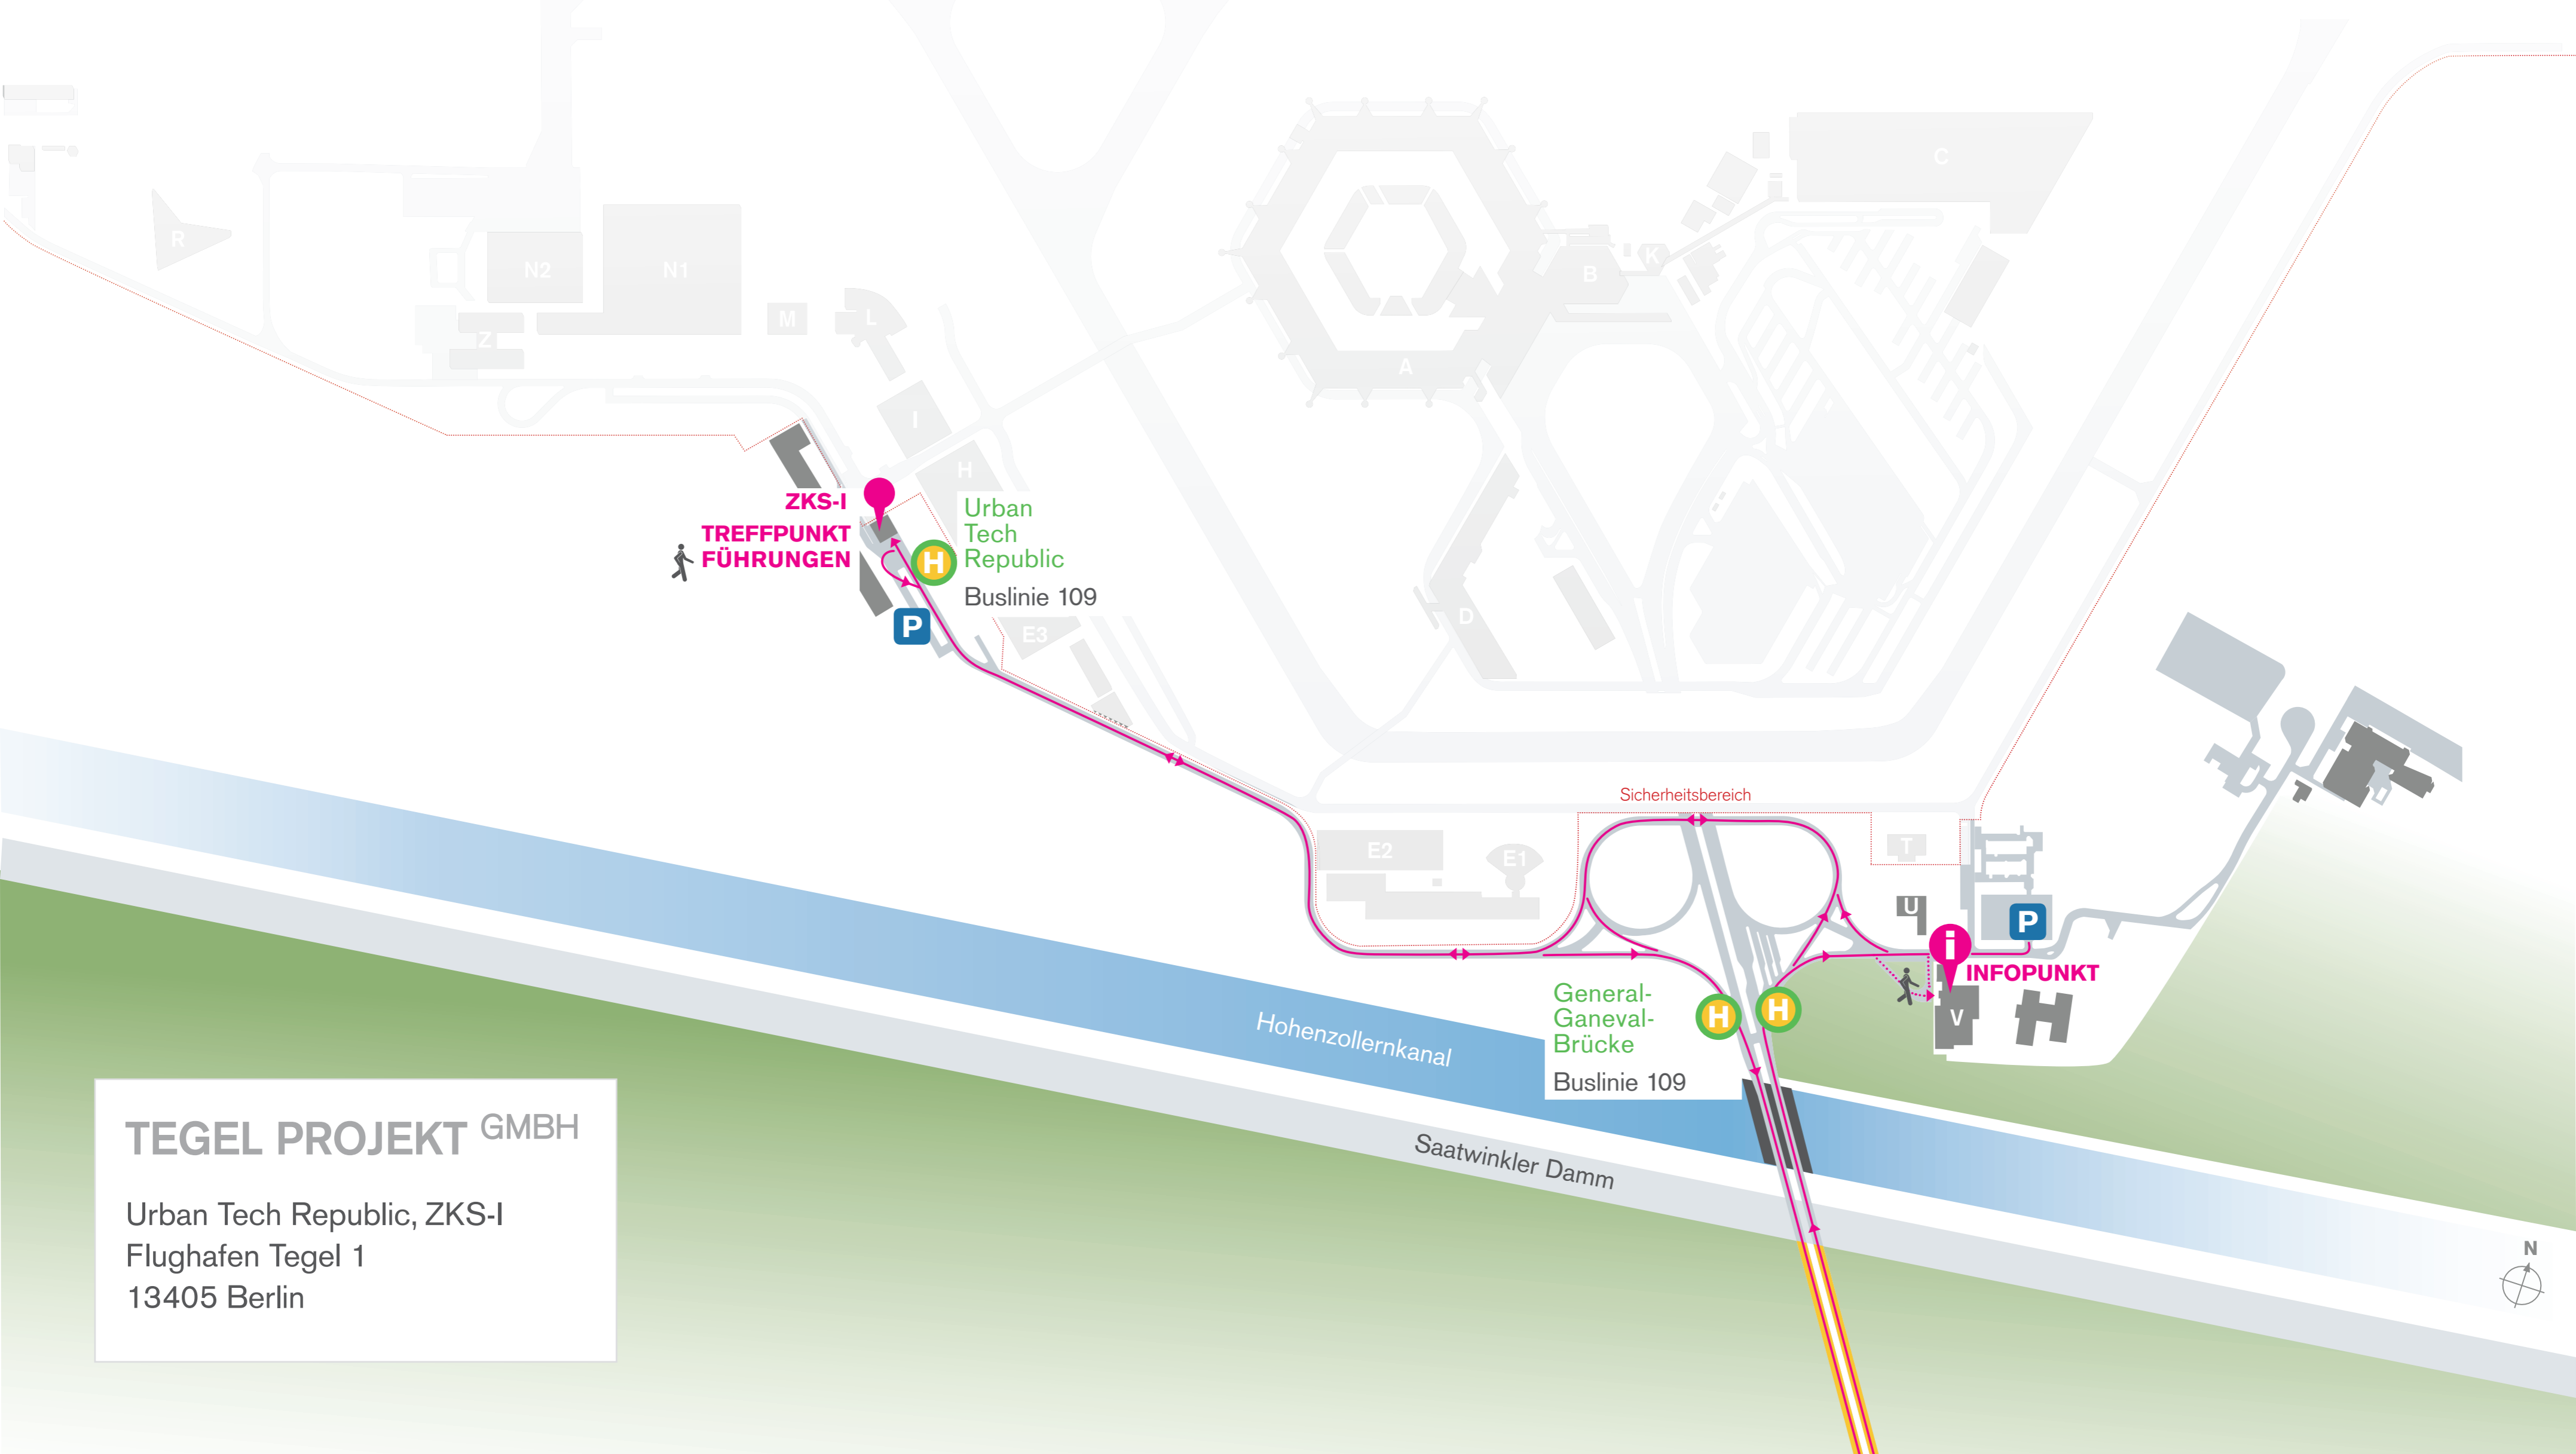 C
R
N2
N1
B
K
M
L
Z
A
I
H
ZKS-I
TREFFPUNKT
FÜHRUNGEN
H
Urban
Tech
Republic
Buslinie 109
P
E3
D
Sicherheitsbereich
E2
E1
T
U
P
i
INFOPUNKT
V
General-
Ganeval-
Brücke
Buslinie 109
H
H
Hohenzollernkanal
Saatwinkler Damm
TEGEL PROJEKT GMBH
Urban Tech Republic, ZKS-I
Flughafen Tegel 1
13405 Berlin
N